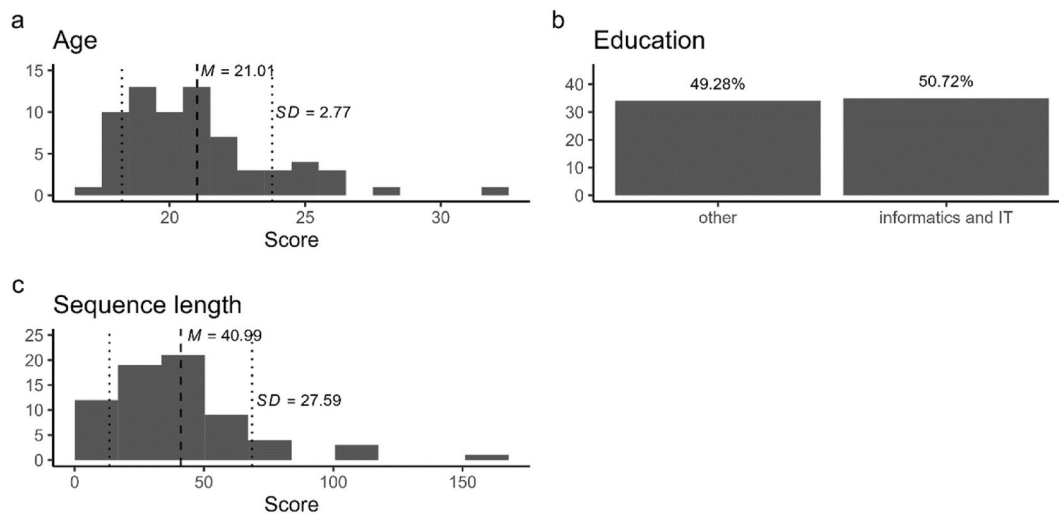 a
Age
M = 21.01
SD = 2.77
15
10
5
0
20
25
30
Score
b
Education
49.28%
50.72%
40
30
20
10
0
other
informatics and IT
c
Sequence length
M = 40.99
SD = 27.59
25
20
15
10
5
0
0
50
100
150
Score